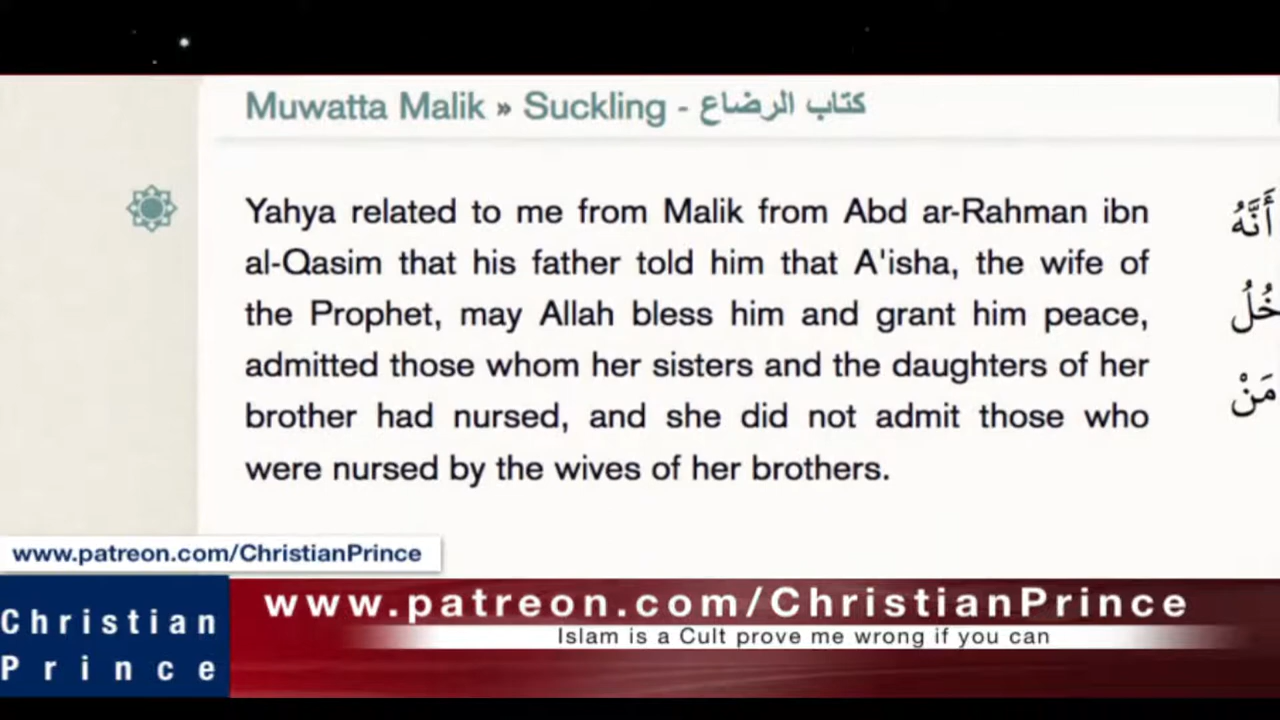 Muwatta Malik » Suckling - كتاب الرضاع
Yahya related to me from Malik from Abd ar-Rahman ibn
al-Qasim that his father told him that A'isha, the wife of
the Prophet, may Allah bless him and grant him peace,
admitted those whom her sisters and the daughters of her
brother had nursed, and she did not admit those who
were nursed by the wives of her brothers.
أَنَّهُ
مَنْ
www.patreon.com/ChristianPrince
Christian
Prince
www.patreon.com/ChristianPrince
Islam is a Cult prove me wrong if you can